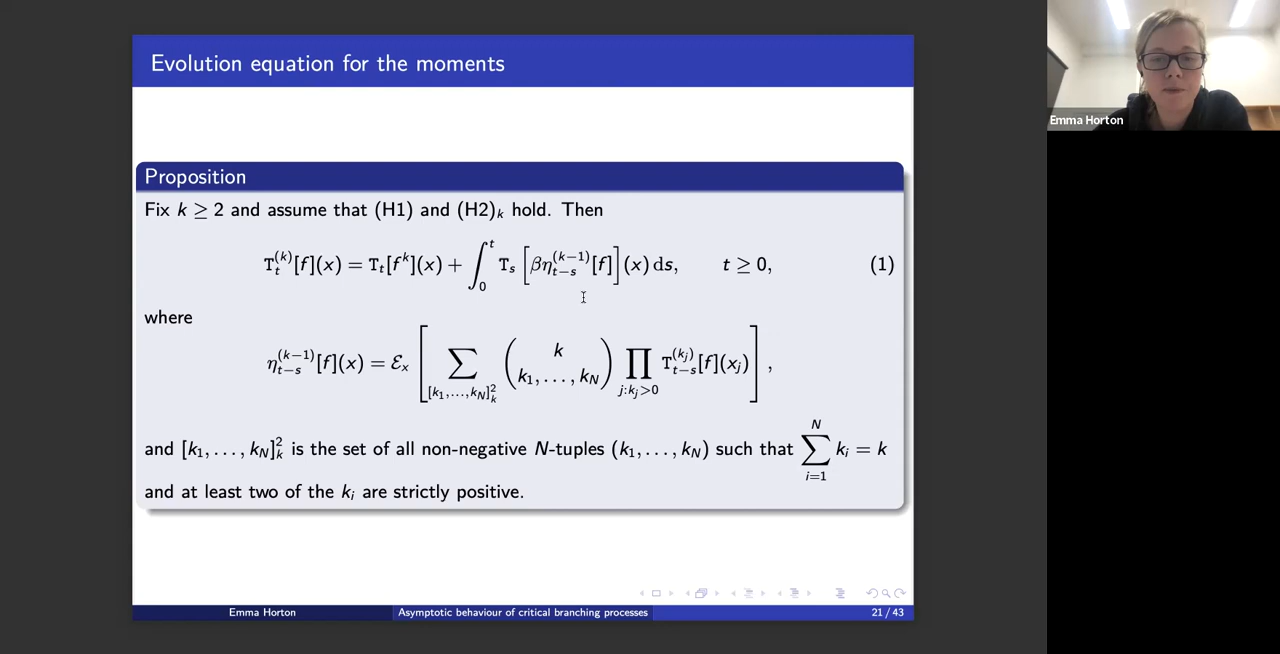 Evolution equation for the moments
Proposition
Fix k ≥ 2 and assume that (H1) and (H2)ₖ hold. Then
T_t^{(k)}[f](x) = T_t[f^k](x) + ∫_0^t T_s [βη_{t−s}^{(k−1)}[f]](x) ds, t ≥ 0, (1)
where
η_{t−s}^{(k−1)}[f](x) = ℰ_x [ ∑_{[k_1,…,k_N]_k^2} \binom{k}{k_1,…,k_N} ∏_{j:k_j>0} T_{t−s}^{(k_j)}[f](x_j) ],
and [k_1, …, k_N]_k^2 is the set of all non-negative N-tuples (k_1, …, k_N) such that ∑_{i=1}^{N} k_i = k
and at least two of the k_i are strictly positive.
Emma Horton Asymptotic behaviour of critical branching processes 21 / 43
Emma Horton